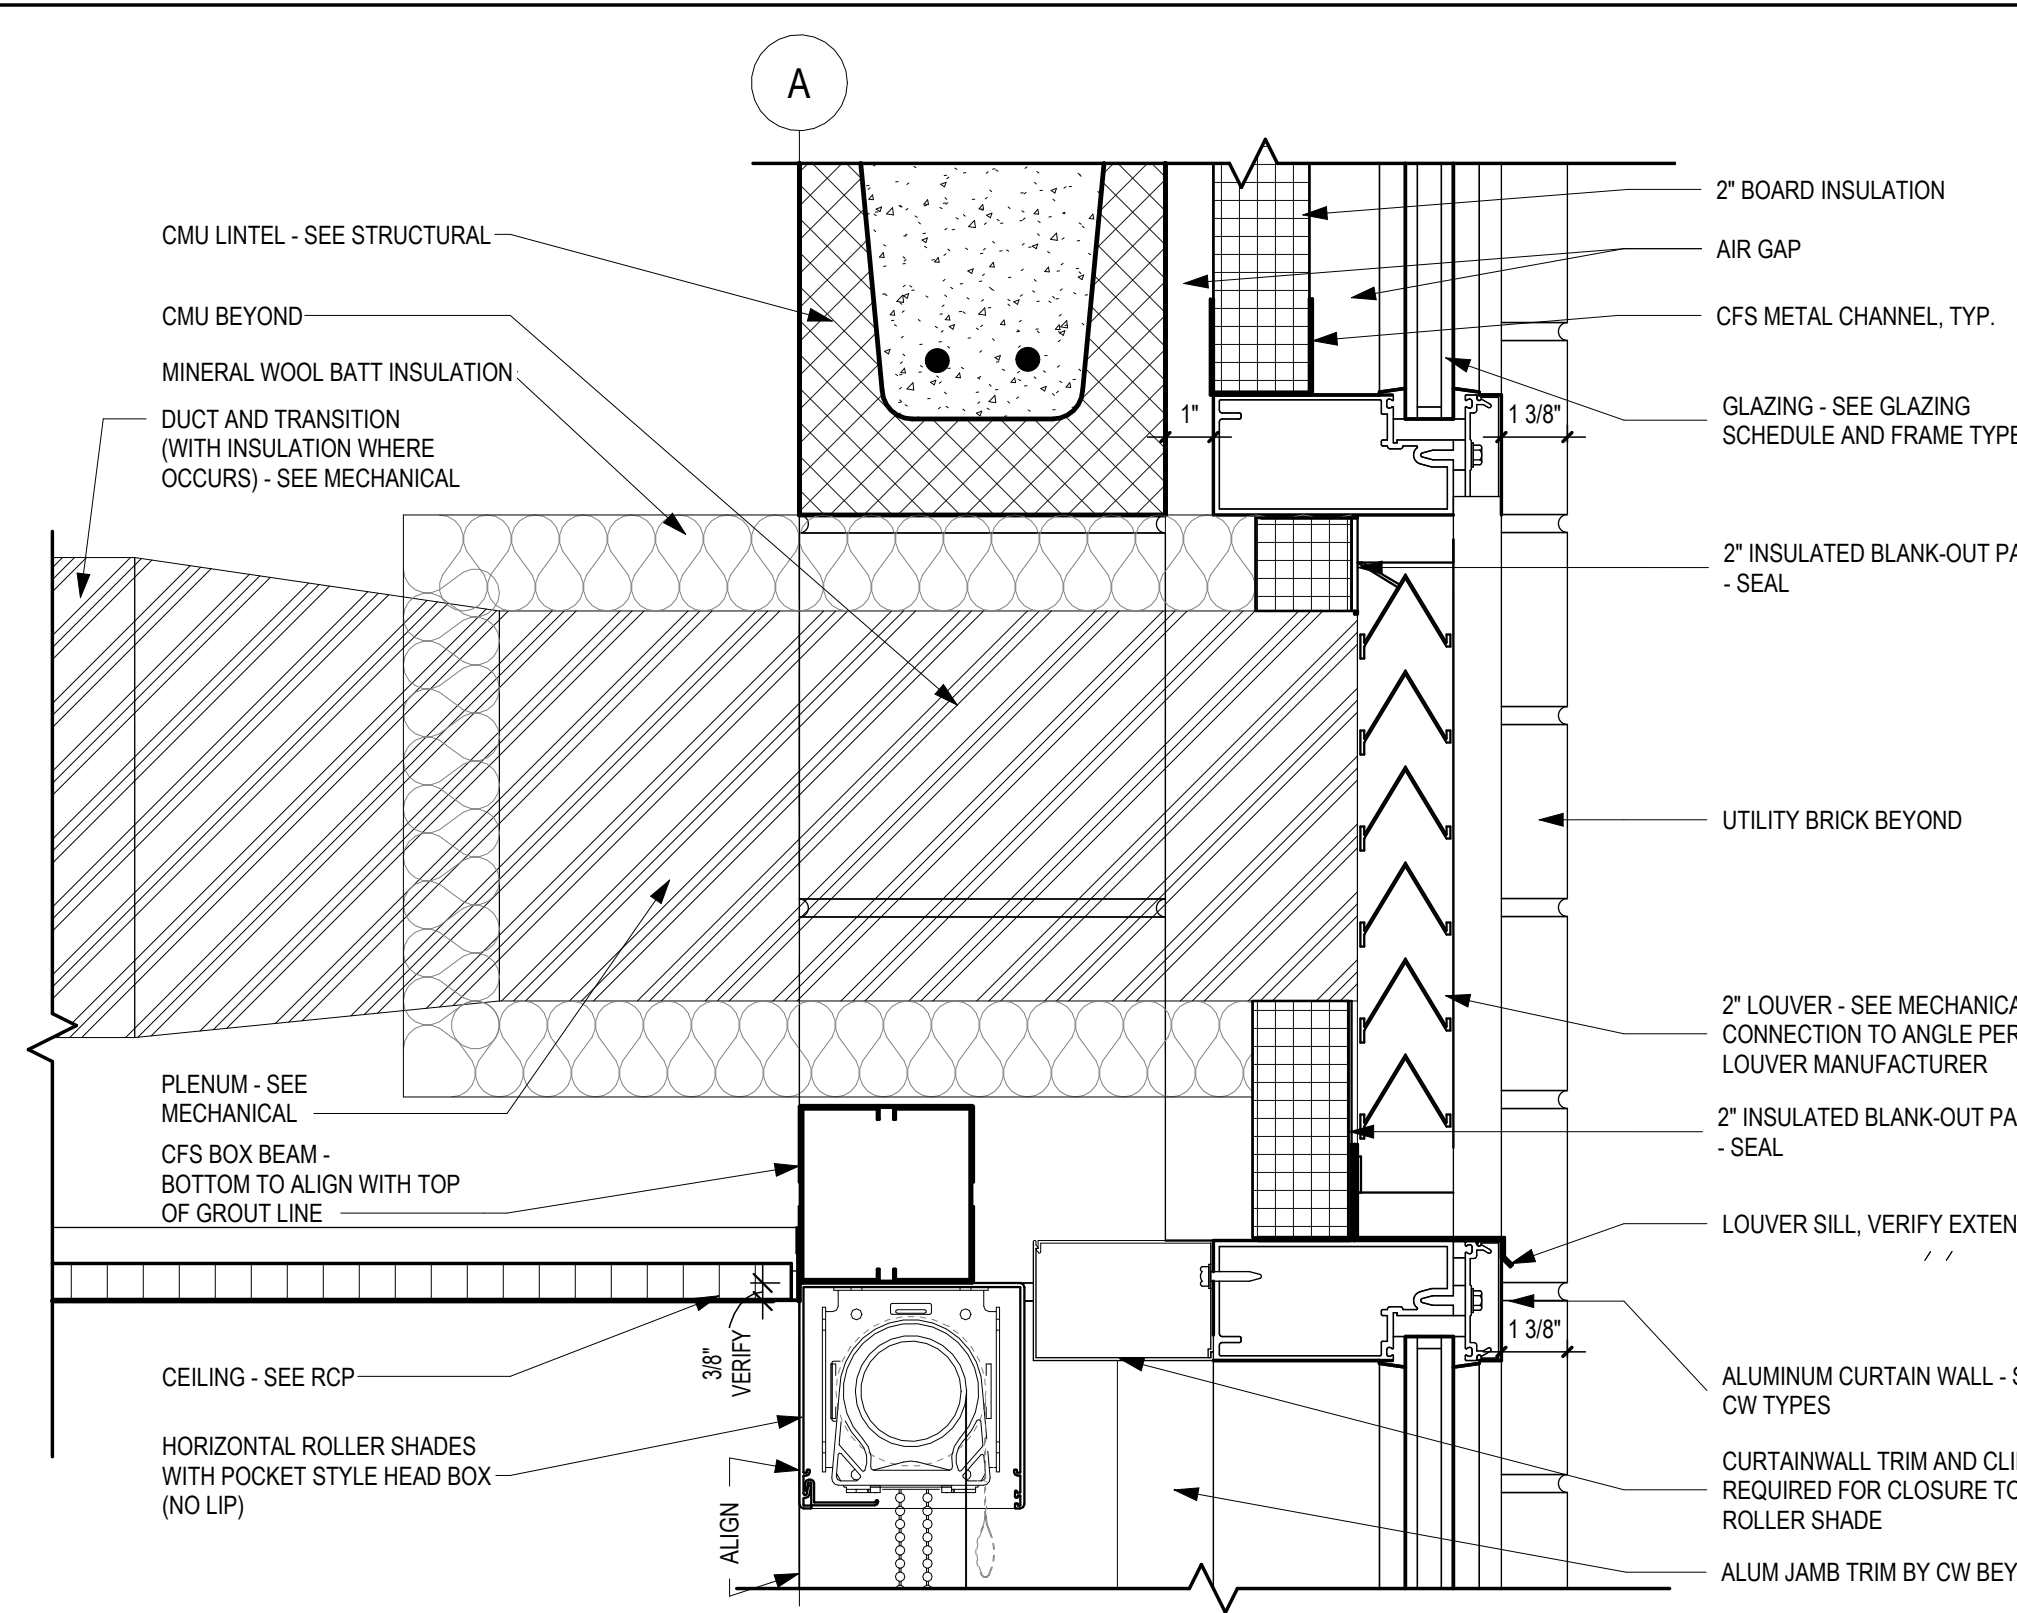 A
CMU LINTEL - SEE STRUCTURAL
CMU BEYOND
MINERAL WOOL BATT INSULATION
DUCT AND TRANSITION
(WITH INSULATION WHERE
OCCURS) - SEE MECHANICAL
PLENUM - SEE
MECHANICAL
CFS BOX BEAM -
BOTTOM TO ALIGN WITH TOP
OF GROUT LINE
CEILING - SEE RCP
HORIZONTAL ROLLER SHADES
WITH POCKET STYLE HEAD BOX
(NO LIP)
3/8"
VERIFY
ALIGN
1"
1 3/8"
1 3/8"
2" BOARD INSULATION
AIR GAP
CFS METAL CHANNEL, TYP.
GLAZING - SEE GLAZING
SCHEDULE AND FRAME TYPE
2" INSULATED BLANK-OUT PA
- SEAL
UTILITY BRICK BEYOND
2" LOUVER - SEE MECHANICA
CONNECTION TO ANGLE PER
LOUVER MANUFACTURER
2" INSULATED BLANK-OUT PA
- SEAL
LOUVER SILL, VERIFY EXTEN
ALUMINUM CURTAIN WALL - S
CW TYPES
CURTAINWALL TRIM AND CLI
REQUIRED FOR CLOSURE TO
ROLLER SHADE
ALUM JAMB TRIM BY CW BEY